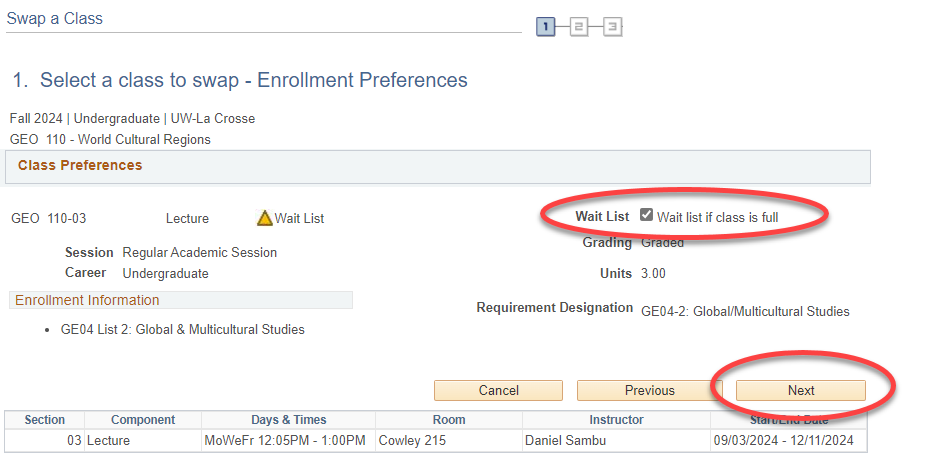 Swap a Class
1 2 3
1. Select a class to swap - Enrollment Preferences
Fall 2024 | Undergraduate | UW-La Crosse
GEO 110 - World Cultural Regions
Class Preferences
GEO 110-03 Lecture Wait List
Wait List Wait list if class is full
Session Regular Academic Session
Grading Graded
Career Undergraduate
Units 3.00
Enrollment Information
Requirement Designation GE04-2: Global/Multicultural Studies
• GE04 List 2: Global & Multicultural Studies
Cancel Previous Next
Section Component Days & Times Room Instructor Start/End Date
03 Lecture MoWeFr 12:05PM - 1:00PM Cowley 215 Daniel Sambu 09/03/2024 - 12/11/2024